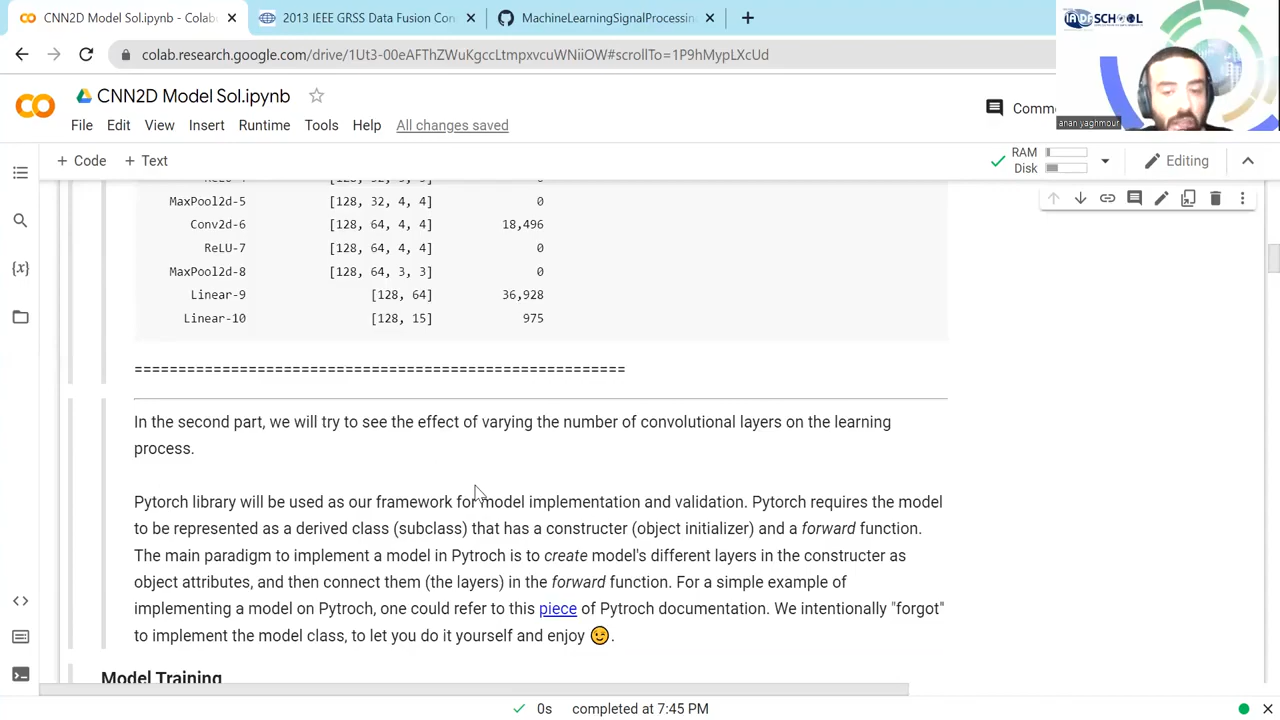 CNN2D Model Sol.ipynb - Colab
2013 IEEE GRSS Data Fusion Con
MachineLearningSignalProcessin
colab.research.google.com/drive/1Ut3-00eAFThZWuKgccLtnpxvcuWNiiOW#scrollTo=1P9hMypLXcUd
IADFSCHOOL
anan yaghmour
CNN2D Model Sol.ipynb
Comme
File Edit View Insert Runtime Tools Help All changes saved
+ Code + Text
RAM
Disk
Editing
MaxPool2d-5 [128, 32, 4, 4] 0
Conv2d-6 [128, 64, 4, 4] 18,496
ReLU-7 [128, 64, 4, 4] 0
MaxPool2d-8 [128, 64, 3, 3] 0
Linear-9 [128, 64] 36,928
Linear-10 [128, 15] 975
================================================================
In the second part, we will try to see the effect of varying the number of convolutional layers on the learning
process.
Pytorch library will be used as our framework for model implementation and validation. Pytorch requires the model
to be represented as a derived class (subclass) that has a constructer (object initializer) and a forward function.
The main paradigm to implement a model in Pytroch is to create model's different layers in the constructer as
object attributes, and then connect them (the layers) in the forward function. For a simple example of
implementing a model on Pytroch, one could refer to this piece of Pytroch documentation. We intentionally "forgot"
to implement the model class, to let you do it yourself and enjoy 😉.
Model Training
0s completed at 7:45 PM